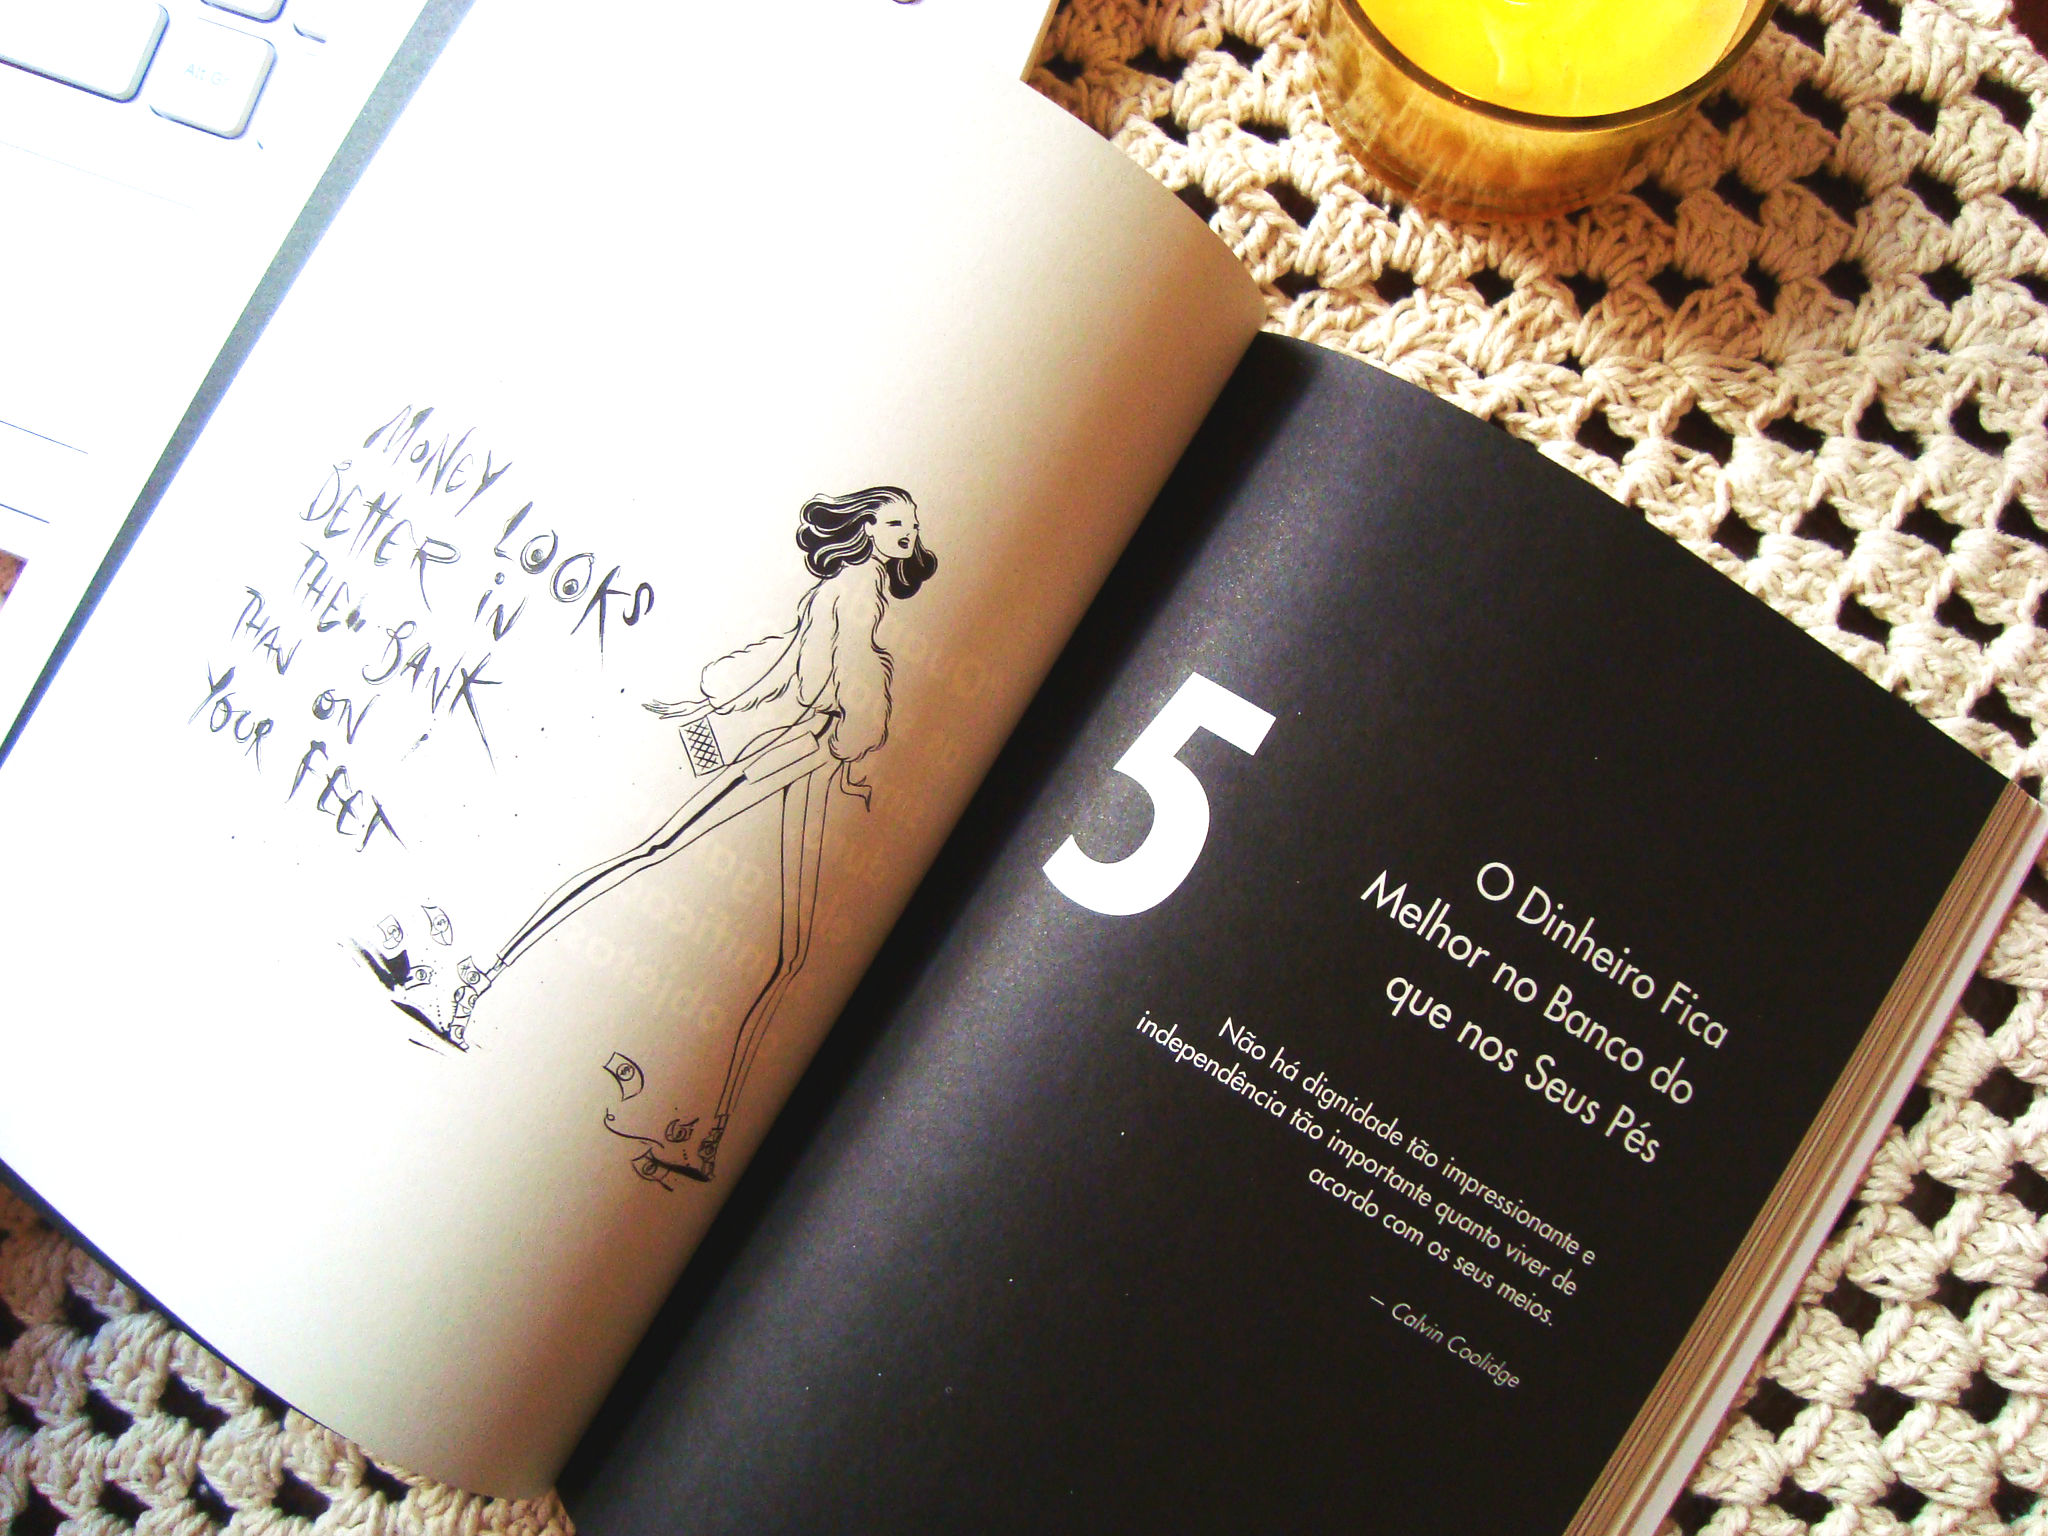 Alt Gr
MONEY LOOKS
BETTER IN
THE BANK
THAN ON
YOUR FEET
5
O Dinheiro Fica
Melhor no Banco do
que nos Seus Pés
Não há dignidade tão impressionante e
independência tão importante quanto viver de
acordo com os seus meios.
— Calvin Coolidge